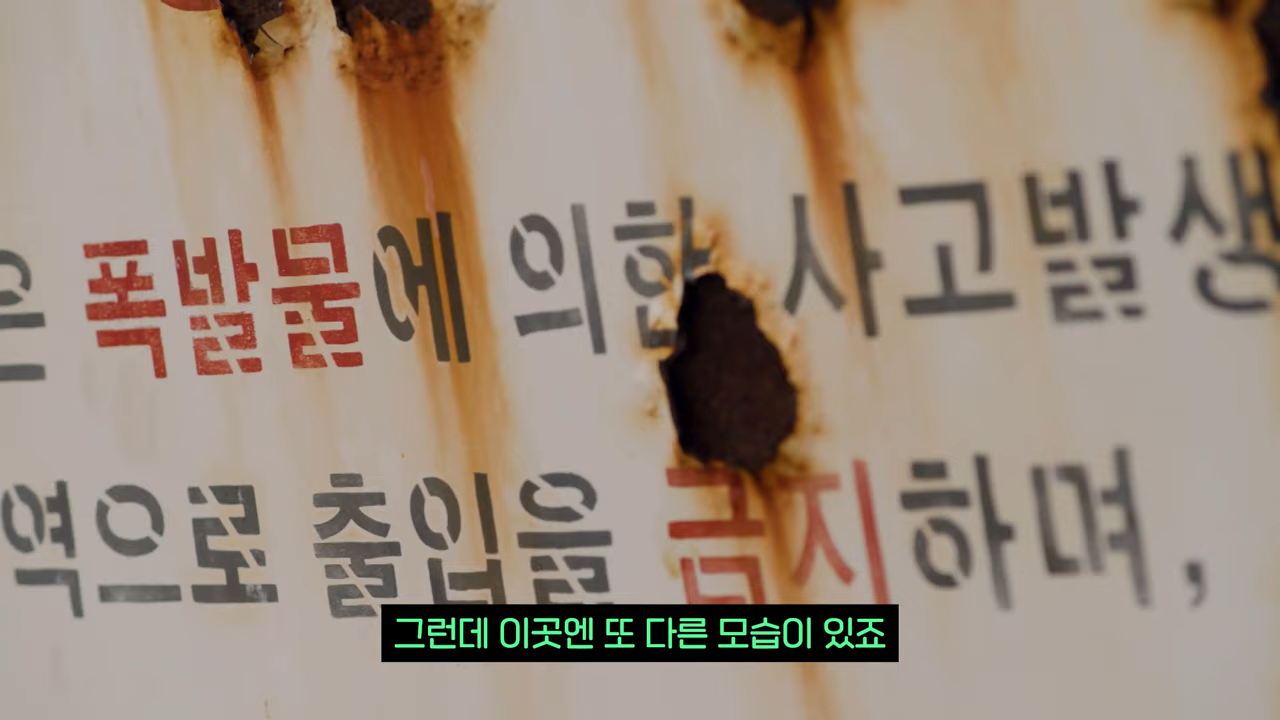 은 폭발물에 의한 사고발생
역으로 출입을 금지하며,
그런데 이곳엔 또 다른 모습이 있죠